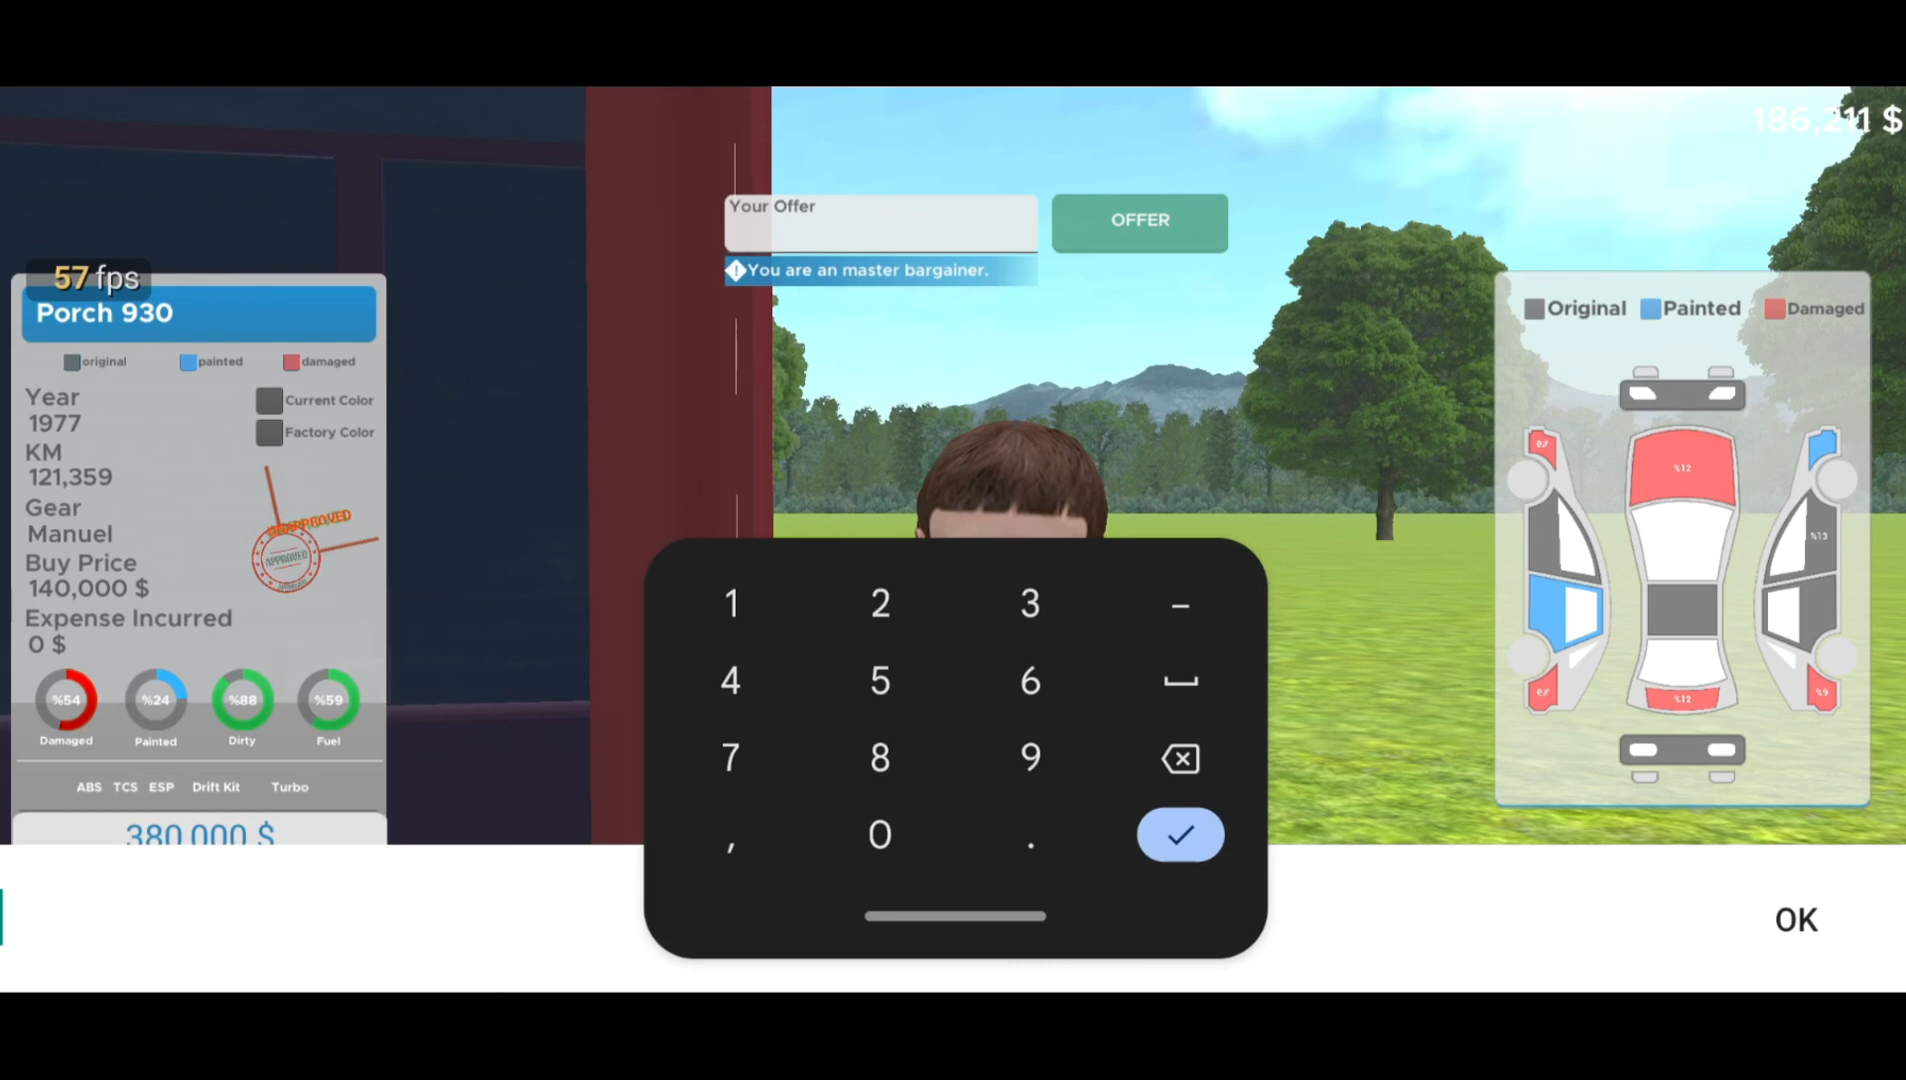 186,211 $
Your Offer
OFFER
You are an master bargainer.
57 fps
Porch 930
original painted damaged
Year
1977
Current Color
Factory Color
KM
121,359
Gear
Manuel
APPROVED
Buy Price
140,000 $
Expense Incurred
0 $
%54 %24 %88 %59
Damaged Painted Dirty Fuel
ABS TCS ESP Drift Kit Turbo
380,000 $
Original Painted Damaged
%12
%13
%12
%9
1 2 3 –
4 5 6
7 8 9
, 0 .
OK